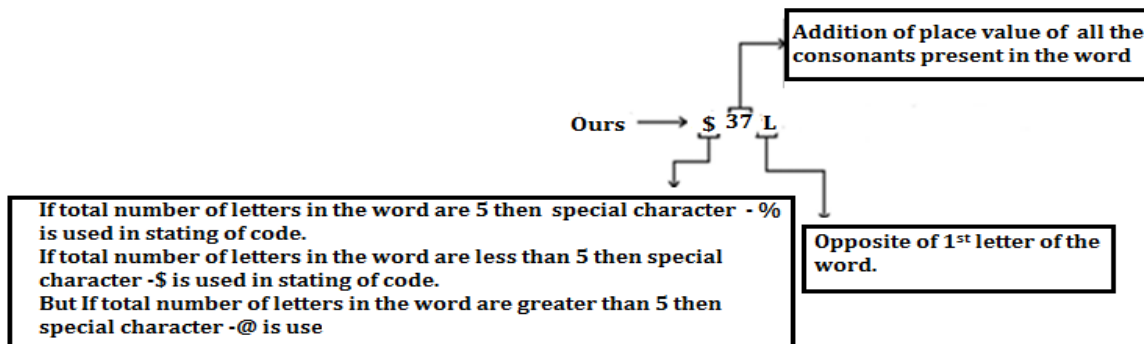 Addition of place value of all the
consonants present in the word
Ours $ 37 L
If total number of letters in the word are 5 then special character - %
is used in stating of code.
If total number of letters in the word are less than 5 then special
character -$ is used in stating of code.
But If total number of letters in the word are greater than 5 then
special character -@ is use
Opposite of 1st letter of the
word.